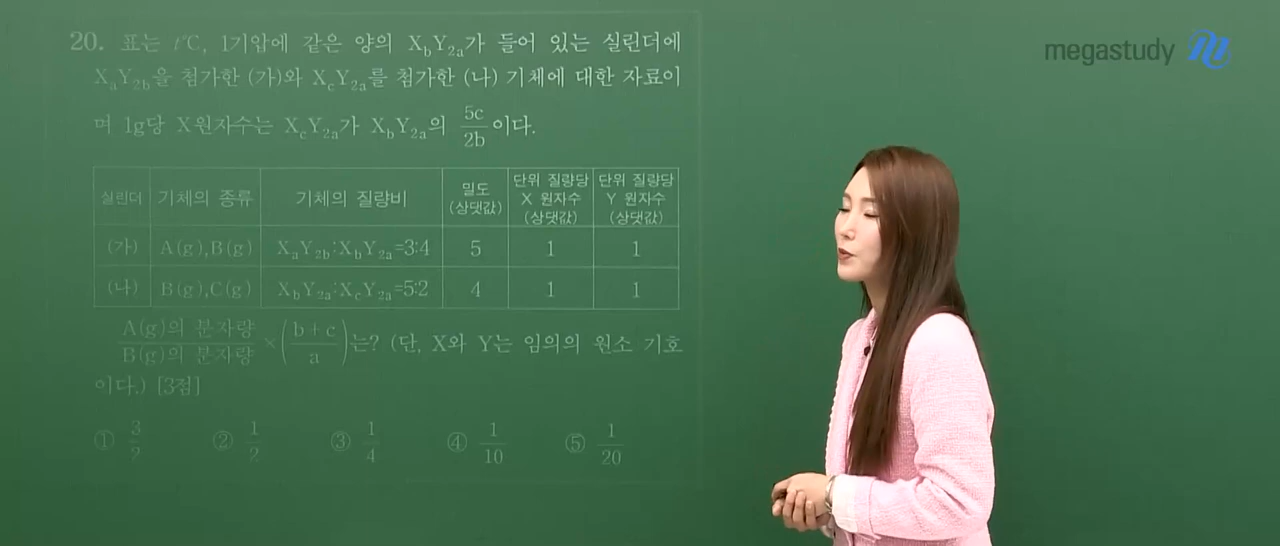 megastudy
20. 표는 t℃, 1기압에 같은 양의 XbY2a가 들어 있는 실린더에
XaY2b을 첨가한 (가)와 XcY2a를 첨가한 (나) 기체에 대한 자료이
며 1g당 X원자수는 XcY2a가 XbY2a의 5c/2b이다.
실린더 기체의 종류 기체의 질량비 밀도 (상댓값) 단위 질량당 X 원자수 (상댓값) 단위 질량당 Y 원자수 (상댓값)
(가) A(g),B(g) XaY2b:XbY2a=3:4 5 1 1
(나) B(g),C(g) XbY2a:XcY2a=5:2 4 1 1
A(g)의 분자량/B(g)의 분자량 × (b+c/a)는? (단, X와 Y는 임의의 원소 기호
이다.) [3점]
① 3/2 ② 1/2 ③ 1/4 ④ 1/10 ⑤ 1/20